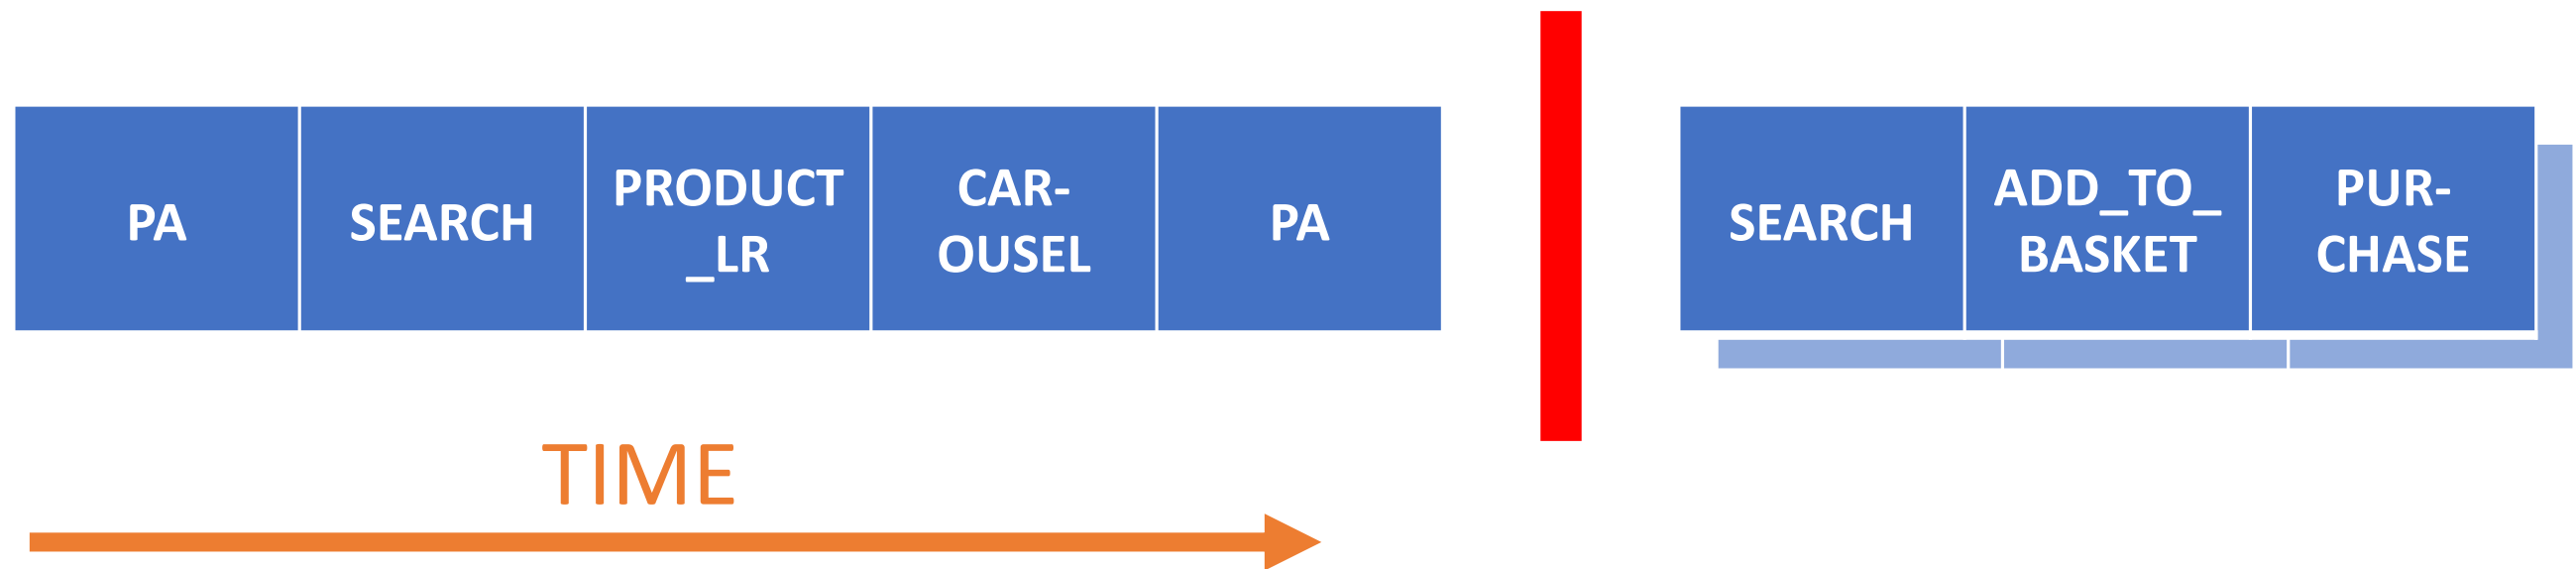 PA
SEARCH
PRODUCT
_LR
CAR-
OUSEL
PA
SEARCH
ADD_TO_
BASKET
PUR-
CHASE
TIME